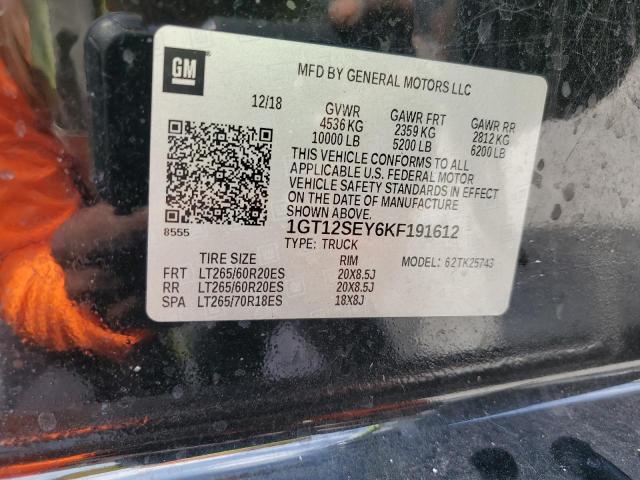 GM
MFD BY GENERAL MOTORS LLC
12/18 GVWR GAWR FRT GAWR RR
4536 KG 2359 KG 2812 KG
10000 LB 5200 LB 6200 LB
THIS VEHICLE CONFORMS TO ALL
APPLICABLE U.S. FEDERAL MOTOR
VEHICLE SAFETY STANDARDS IN EFFECT
ON THE DATE OF MANUFACTURE
SHOWN ABOVE.
8555 1GT12SEY6KF191612
TYPE: TRUCK
TIRE SIZE RIM MODEL: 62TK25743
FRT LT265/60R20ES 20X8.5J
RR LT265/60R20ES 20X8.5J
SPA LT265/70R18ES 18X8J